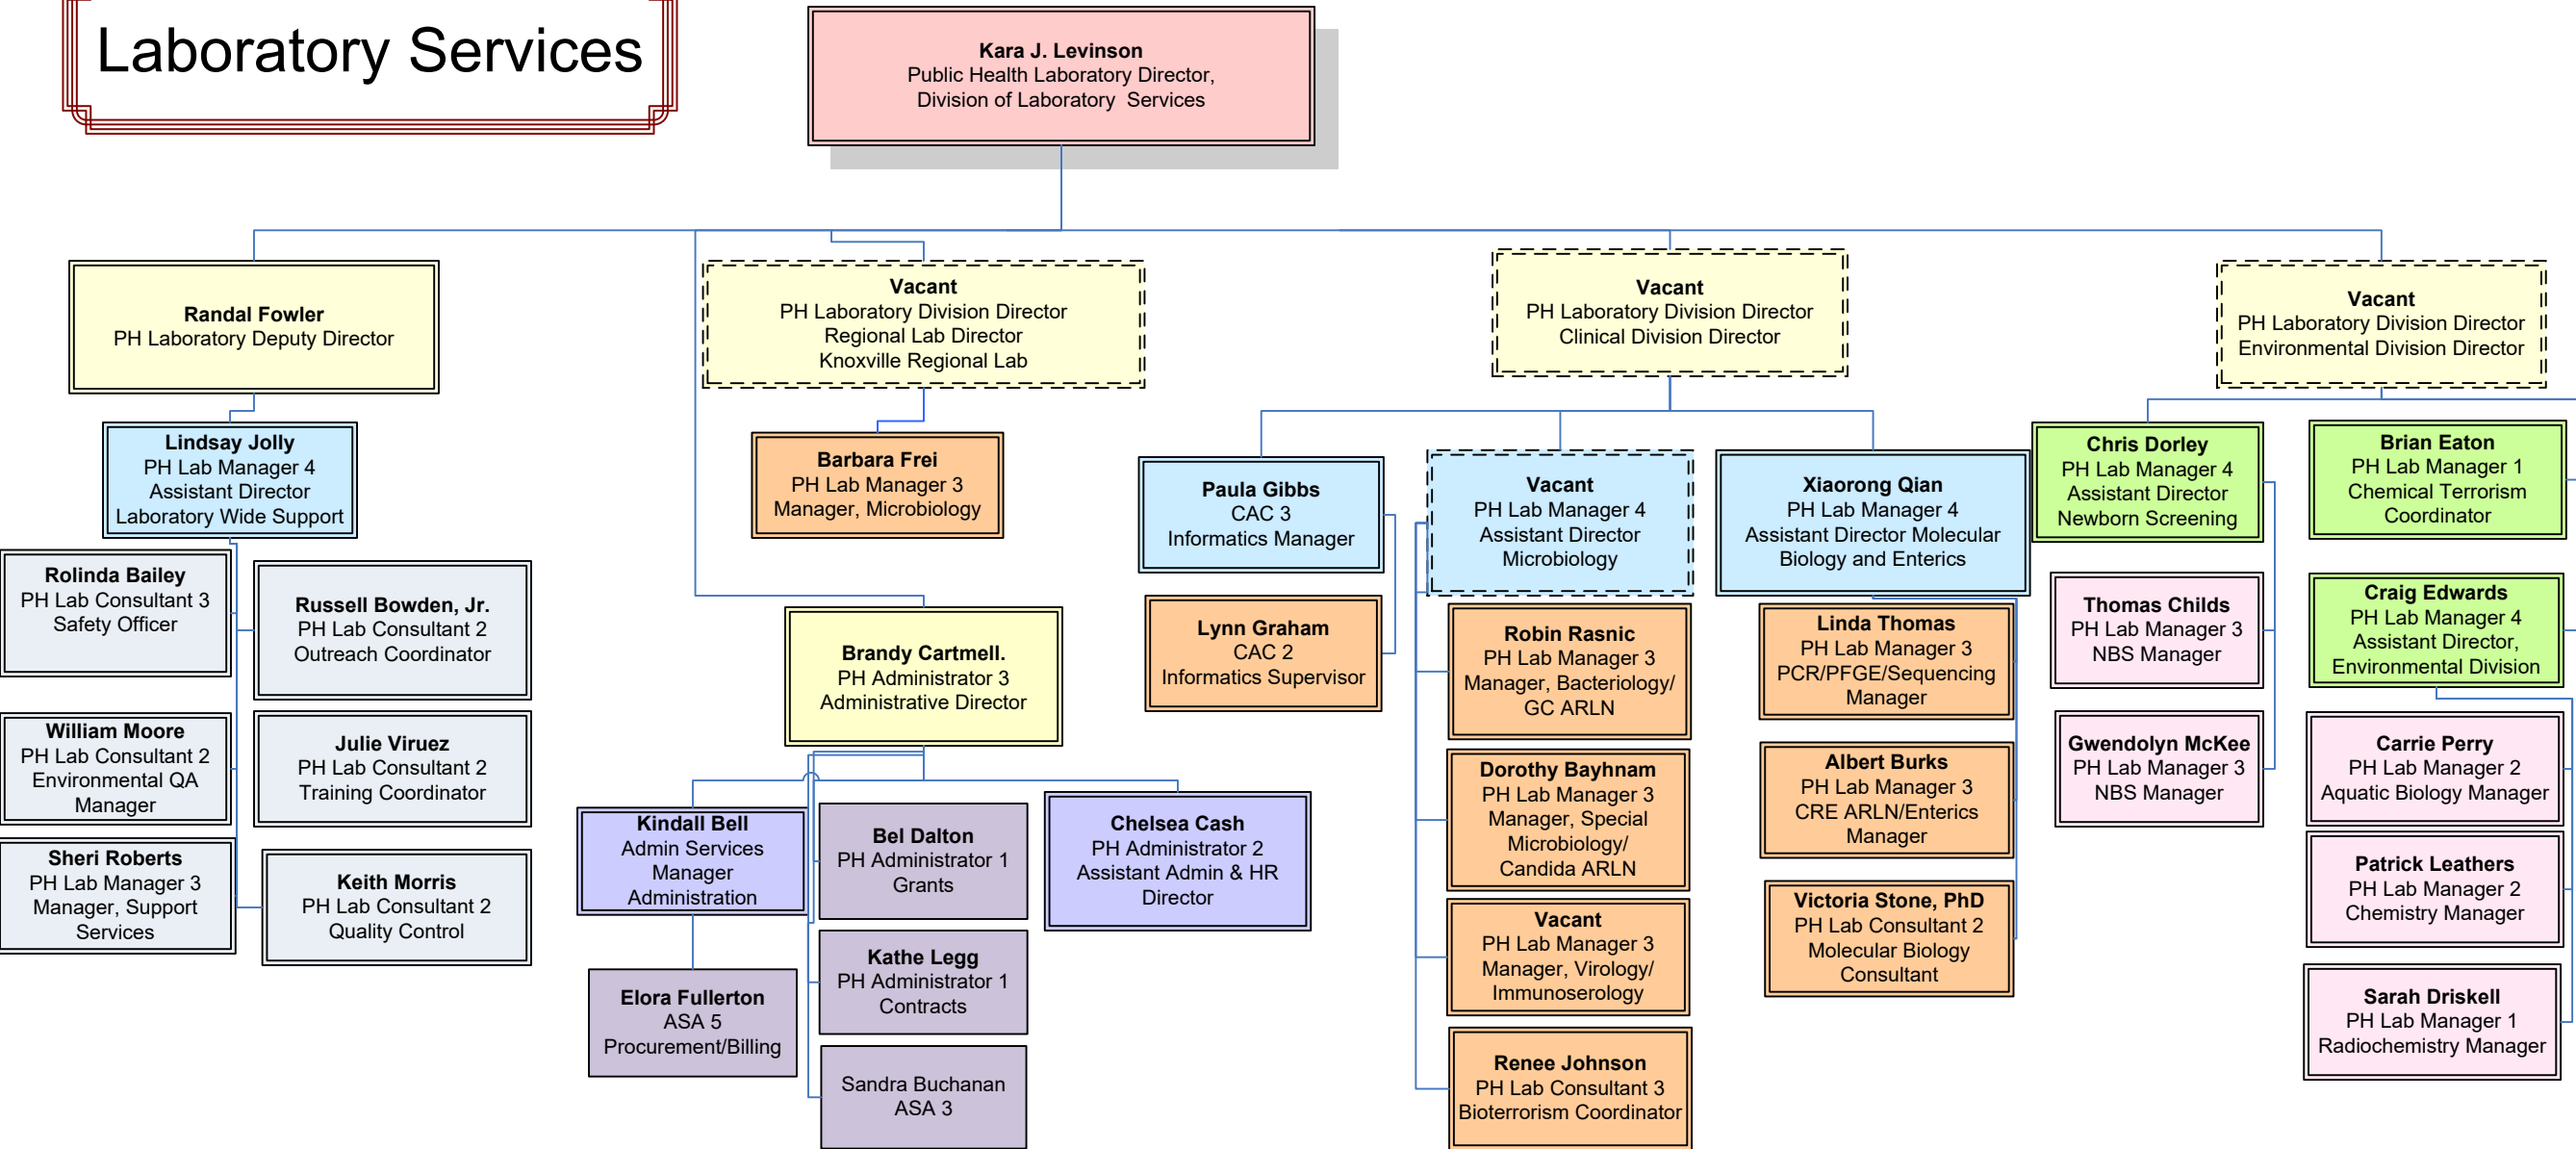 Laboratory Services
Kara J. Levinson
Public Health Laboratory Director,
Division of Laboratory Services
Randal Fowler
PH Laboratory Deputy Director
Vacant
PH Laboratory Division Director
Regional Lab Director
Knoxville Regional Lab
Vacant
PH Laboratory Division Director
Clinical Division Director
Vacant
PH Laboratory Division Director
Environmental Division Director
Lindsay Jolly
PH Lab Manager 4
Assistant Director
Laboratory Wide Support
Rolinda Bailey
PH Lab Consultant 3
Safety Officer
Russell Bowden, Jr.
PH Lab Consultant 2
Outreach Coordinator
William Moore
PH Lab Consultant 2
Environmental QA
Manager
Julie Viruez
PH Lab Consultant 2
Training Coordinator
Sheri Roberts
PH Lab Manager 3
Manager, Support
Services
Keith Morris
PH Lab Consultant 2
Quality Control
Barbara Frei
PH Lab Manager 3
Manager, Microbiology
Brandy Cartmell.
PH Administrator 3
Administrative Director
Kindall Bell
Admin Services
Manager
Administration
Elora Fullerton
ASA 5
Procurement/Billing
Bel Dalton
PH Administrator 1
Grants
Kathe Legg
PH Administrator 1
Contracts
Sandra Buchanan
ASA 3
Chelsea Cash
PH Administrator 2
Assistant Admin & HR
Director
Paula Gibbs
CAC 3
Informatics Manager
Lynn Graham
CAC 2
Informatics Supervisor
Vacant
PH Lab Manager 4
Assistant Director
Microbiology
Robin Rasnic
PH Lab Manager 3
Manager, Bacteriology/
GC ARLN
Dorothy Bayhnam
PH Lab Manager 3
Manager, Special
Microbiology/
Candida ARLN
Vacant
PH Lab Manager 3
Manager, Virology/
Immunoserology
Renee Johnson
PH Lab Consultant 3
Bioterrorism Coordinator
Xiaorong Qian
PH Lab Manager 4
Assistant Director Molecular
Biology and Enterics
Linda Thomas
PH Lab Manager 3
PCR/PFGE/Sequencing
Manager
Albert Burks
PH Lab Manager 3
CRE ARLN/Enterics
Manager
Victoria Stone, PhD
PH Lab Consultant 2
Molecular Biology
Consultant
Chris Dorley
PH Lab Manager 4
Assistant Director
Newborn Screening
Thomas Childs
PH Lab Manager 3
NBS Manager
Gwendolyn McKee
PH Lab Manager 3
NBS Manager
Brian Eaton
PH Lab Manager 1
Chemical Terrorism
Coordinator
Craig Edwards
PH Lab Manager 4
Assistant Director,
Environmental Division
Carrie Perry
PH Lab Manager 2
Aquatic Biology Manager
Patrick Leathers
PH Lab Manager 2
Chemistry Manager
Sarah Driskell
PH Lab Manager 1
Radiochemistry Manager